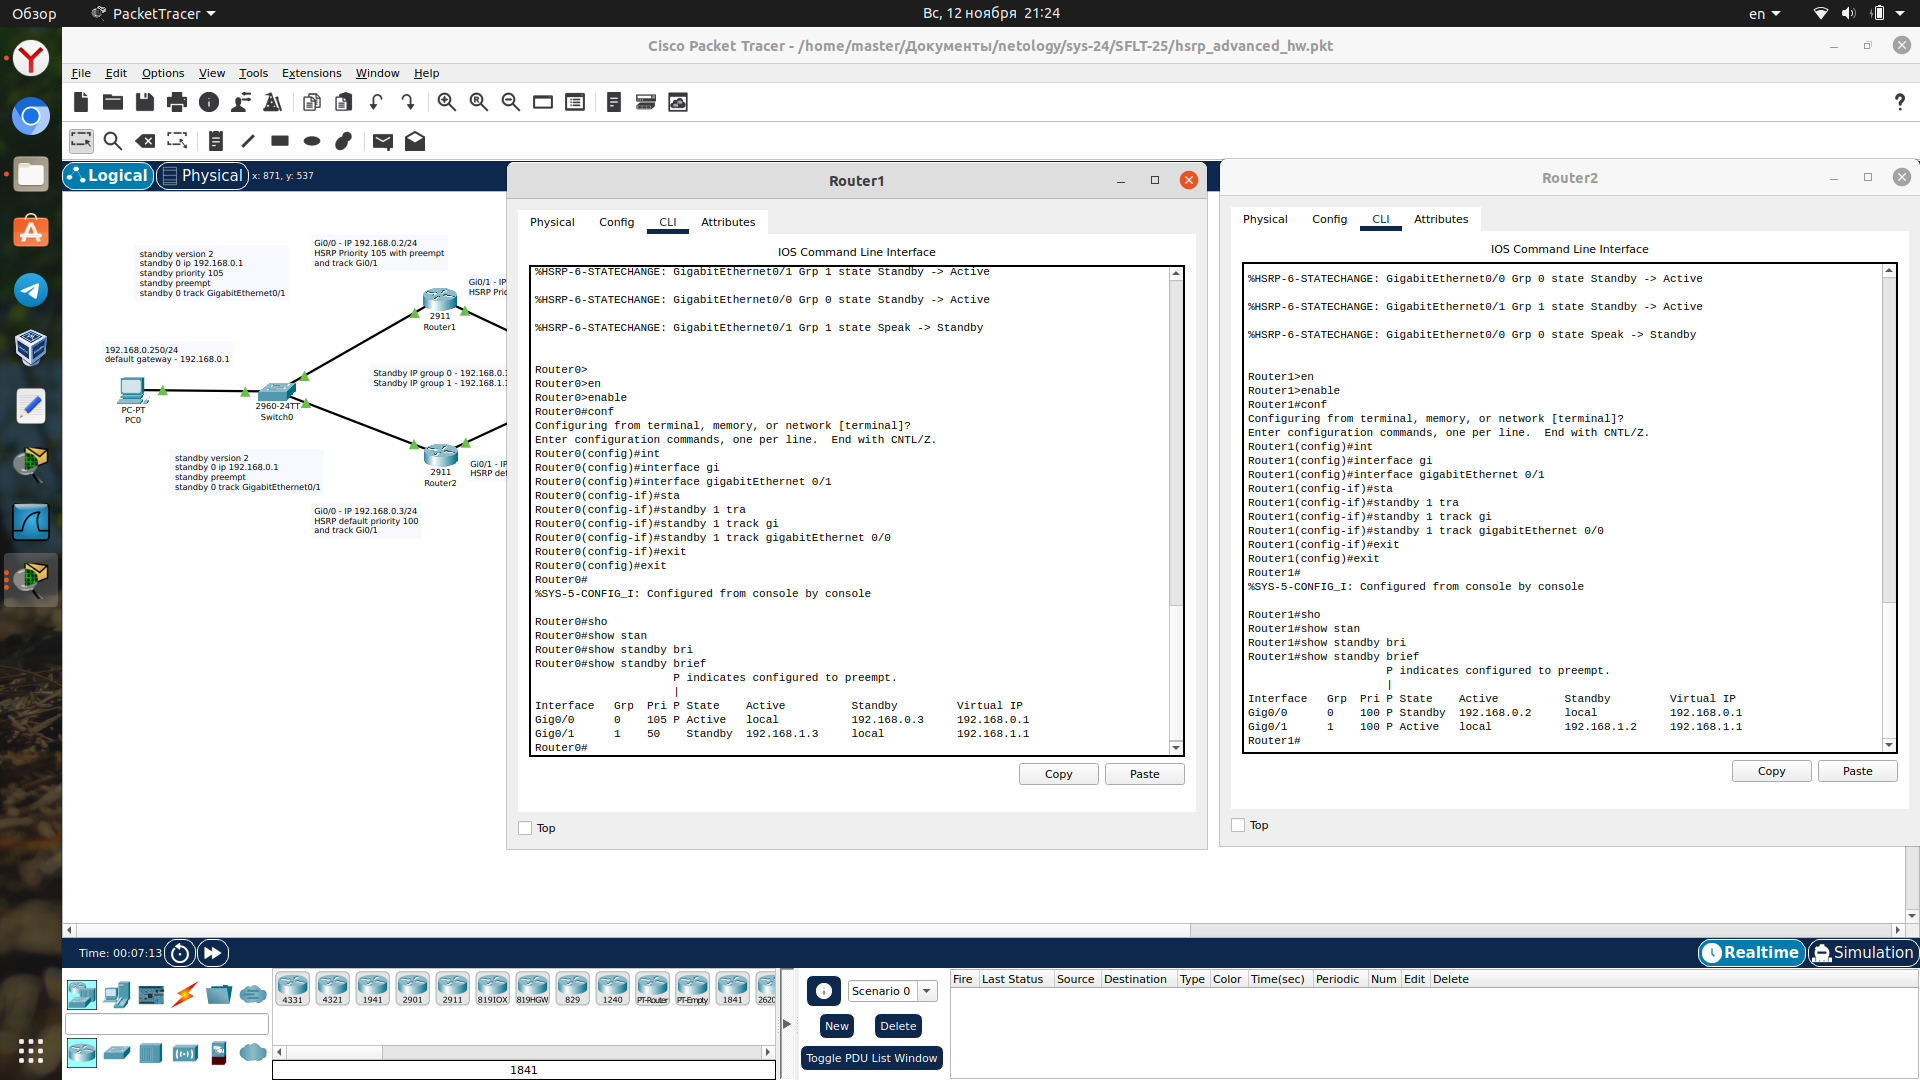 Обзор
PacketTracer
Вс, 12 ноября 21:24
en
Cisco Packet Tracer - /home/master/Документы/netology/sys-24/SFLT-25/hsrp_advanced_hw.pkt
File Edit Options View Tools Extensions Window Help
Logical
Physical
x: 871, y: 537
standby version 2
standby 0 ip 192.168.0.1
standby priority 105
standby preempt
standby 0 track GigabitEthernet0/1
Gi0/0 - IP 192.168.0.2/24
HSRP Priority 105 with preempt
and track Gi0/1
Gi0/1 - IP
HSRP Prio
2911
Router1
192.168.0.250/24
default gateway - 192.168.0.1
Standby IP group 0 - 192.168.0.1
Standby IP group 1 - 192.168.1.1
PC-PT
PC0
2960-24TT
Switch0
2911
Router2
Gi0/1 - IP
HSRP def
standby version 2
standby 0 ip 192.168.0.1
standby preempt
standby 0 track GigabitEthernet0/1
Gi0/0 - IP 192.168.0.3/24
HSRP default priority 100
and track Gi0/1
Router1
Physical Config CLI Attributes
IOS Command Line Interface
%HSRP-6-STATECHANGE: GigabitEthernet0/1 Grp 1 state Standby -> Active
%HSRP-6-STATECHANGE: GigabitEthernet0/0 Grp 0 state Standby -> Active
%HSRP-6-STATECHANGE: GigabitEthernet0/1 Grp 1 state Speak -> Standby
Router0>
Router0>en
Router0>enable
Router0#conf
Configuring from terminal, memory, or network [terminal]?
Enter configuration commands, one per line.  End with CNTL/Z.
Router0(config)#int
Router0(config)#interface gi
Router0(config)#interface gigabitEthernet 0/1
Router0(config-if)#sta
Router0(config-if)#standby 1 tra
Router0(config-if)#standby 1 track gi
Router0(config-if)#standby 1 track gigabitEthernet 0/0
Router0(config-if)#exit
Router0(config)#exit
Router0#
%SYS-5-CONFIG_I: Configured from console by console
Router0#sho
Router0#show stan
Router0#show standby bri
Router0#show standby brief
P indicates configured to preempt.
|
Interface   Grp  Pri P State    Active          Standby         Virtual IP
Gig0/0      0    105 P Active   local           192.168.0.3     192.168.0.1
Gig0/1      1    50    Standby  192.168.1.3     local           192.168.1.1
Router0#
Copy Paste
Top
Router2
Physical Config CLI Attributes
IOS Command Line Interface
%HSRP-6-STATECHANGE: GigabitEthernet0/0 Grp 0 state Standby -> Active
%HSRP-6-STATECHANGE: GigabitEthernet0/1 Grp 1 state Standby -> Active
%HSRP-6-STATECHANGE: GigabitEthernet0/0 Grp 0 state Speak -> Standby
Router1>en
Router1>enable
Router1#conf
Configuring from terminal, memory, or network [terminal]?
Enter configuration commands, one per line.  End with CNTL/Z.
Router1(config)#int
Router1(config)#interface gi
Router1(config)#interface gigabitEthernet 0/1
Router1(config-if)#sta
Router1(config-if)#standby 1 tra
Router1(config-if)#standby 1 track gi
Router1(config-if)#standby 1 track gigabitEthernet 0/0
Router1(config-if)#exit
Router1(config)#exit
Router1#
%SYS-5-CONFIG_I: Configured from console by console
Router1#sho
Router1#show stan
Router1#show standby bri
Router1#show standby brief
P indicates configured to preempt.
|
Interface   Grp  Pri P State    Active          Standby         Virtual IP
Gig0/0      0    100 P Standby  192.168.0.2     local           192.168.0.1
Gig0/1      1    100 P Active   local           192.168.1.2     192.168.1.1
Router1#
Copy Paste
Top
Time: 00:07:13
Realtime
Simulation
4331 4321 1941 2901 2911 819IOX 819HGW 829 1240 PT-Router PT-Empty 1841 2620
1841
Scenario 0
New Delete
Toggle PDU List Window
Fire Last Status Source Destination Type Color Time(sec) Periodic Num Edit Delete